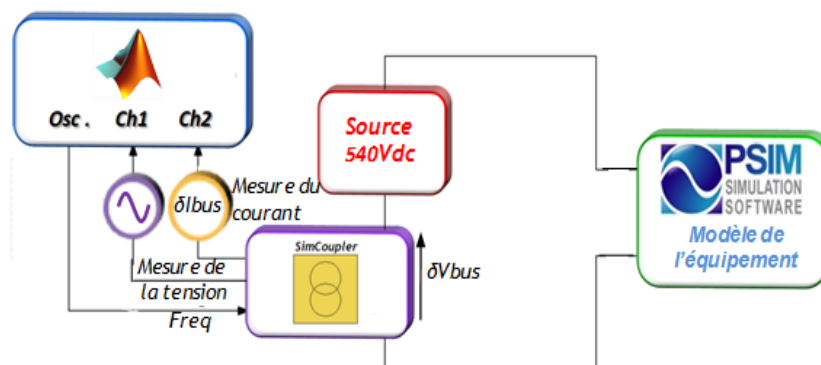 Osc . Ch1 Ch2
Source
540Vdc
PSIM
SIMULATION
SOFTWARE
Modèle de
l'équipement
δIbus
Mesure du
courant
SimCoupler
δVbus
Mesure de
la tension
Freq